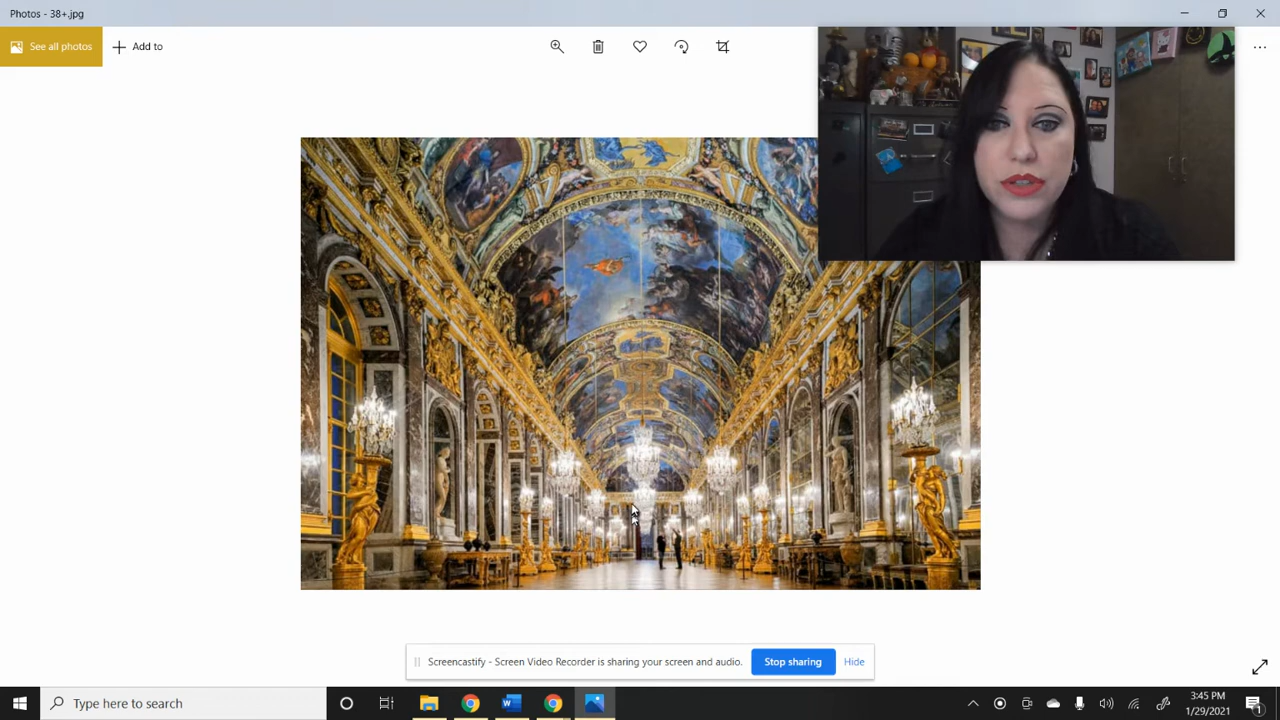 Photos - 38+.jpg
See all photos
Add to
Screencastify - Screen Video Recorder is sharing your screen and audio.
Stop sharing
Hide
Type here to search
3:45 PM
1/29/2021
1